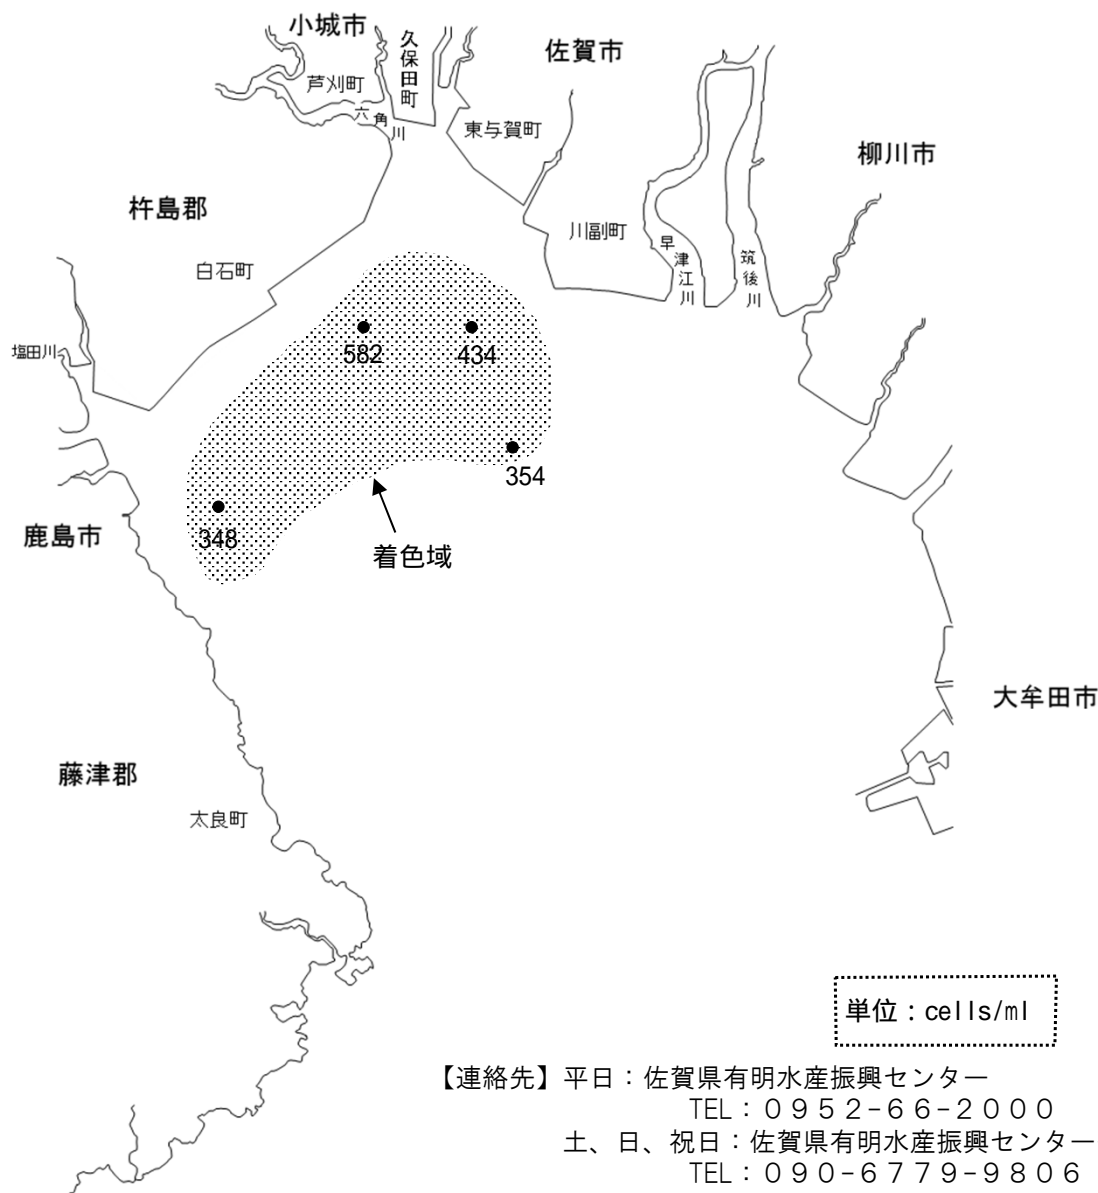 小城市
久保田町
佐賀市
芦刈町
六角川
東与賀町
柳川市
杵島郡
川副町
早津江川
筑後川
白石町
塩田川
582
434
354
348
鹿島市
着色域
大牟田市
藤津郡
太良町
単位：cells/ml
【連絡先】平日：佐賀県有明水産振興センター
TEL：０９５２-６６-２０００
土、日、祝日：佐賀県有明水産振興センター
TEL：０９０-６７７９-９８０６